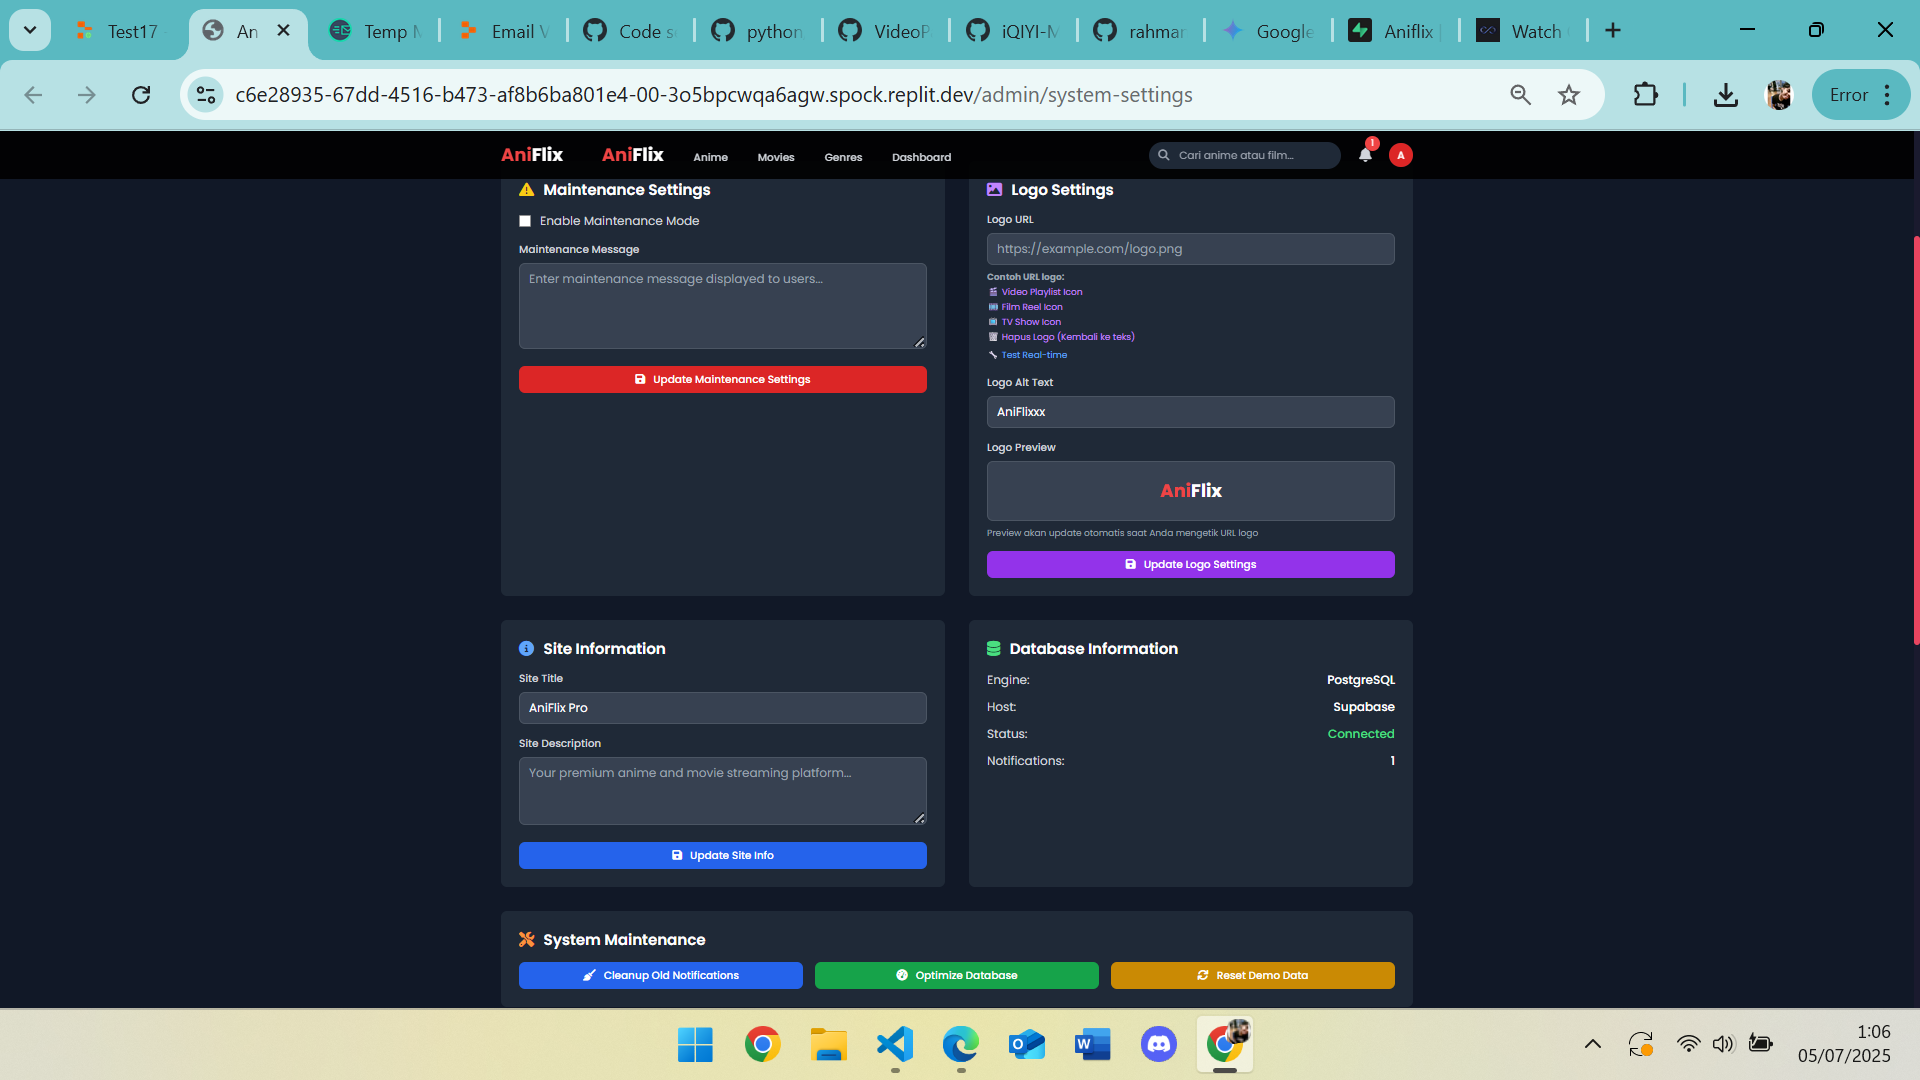 Test17
An
Temp M
Email V
Code s
python
VideoP
iQIYI-M
rahmar
Google
Aniflix
Watch
c6e28935-67dd-4516-b473-af8b6ba801e4-00-3o5bpcwqa6agw.spock.replit.dev/admin/system-settings
Error
AniFlix
AniFlix
Anime
Movies
Genres
Dashboard
Cari anime atau film...
1
A
Maintenance Settings
Enable Maintenance Mode
Maintenance Message
Enter maintenance message displayed to users...
Update Maintenance Settings
Logo Settings
Logo URL
https://example.com/logo.png
Contoh URL logo:
Video Playlist Icon
Film Reel Icon
TV Show Icon
Hapus Logo (Kembali ke teks)
Test Real-time
Logo Alt Text
AniFlixxx
Logo Preview
AniFlix
Preview akan update otomatis saat Anda mengetik URL logo
Update Logo Settings
Site Information
Site Title
AniFlix Pro
Site Description
Your premium anime and movie streaming platform...
Update Site Info
Database Information
Engine: PostgreSQL
Host: Supabase
Status: Connected
Notifications: 1
System Maintenance
Cleanup Old Notifications
Optimize Database
Reset Demo Data
1:06
05/07/2025